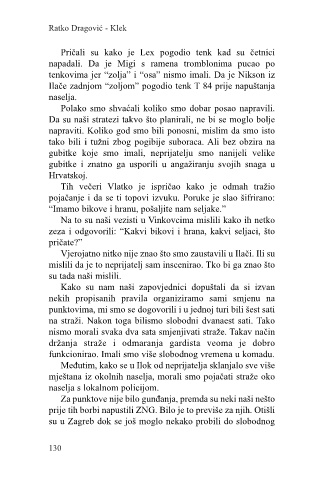 Ratko Dragović - Klek
Pričali su kako je Lex pogodio tenk kad su četnici
napadali. Da je Migi s ramena tromblonima pucao po
tenkovima jer “zolja” i “osa” nismo imali. Da je Nikson iz
Ilače zadnjom “zoljom” pogodio tenk T 84 prije napuštanja
naselja.
Polako smo shvaćali koliko smo dobar posao napravili.
Da su naši stratezi takvo što planirali, ne bi se moglo bolje
napraviti. Koliko god smo bili ponosni, mislim da smo isto
tako bili i tužni zbog pogibije suboraca. Ali bez obzira na
gubitke koje smo imali, neprijatelju smo nanijeli velike
gubitke i znatno ga usporili u angažiranju svojih snaga u
Hrvatskoj.
Tih večeri Vlatko je ispričao kako je odmah tražio
pojačanje i da se ti topovi izvuku. Poruke je slao šifrirano:
“Imamo bikove i hranu, pošaljite nam seljake.”
Na to su naši vezisti u Vinkovcima mislili kako ih netko
zeza i odgovorili: “Kakvi bikovi i hrana, kakvi seljaci, što
pričate?”
Vjerojatno nitko nije znao što smo zaustavili u Ilači. Ili su
mislili da je to neprijatelj sam inscenirao. Tko bi ga znao što
su tada naši mislili.
Kako su nam naši zapovjednici dopuštali da si izvan
nekih propisanih pravila organiziramo sami smjenu na
punktovima, mi smo se dogovorili i u jednoj turi bili šest sati
na straži. Nakon toga bilismo slobodni dvanaest sati. Tako
nismo morali svaka dva sata smjenjivati straže. Takav način
držanja straže i odmaranja gardista veoma je dobro
funkcionirao. Imali smo više slobodnog vremena u komadu.
Međutim, kako se u Ilok od neprijatelja sklanjalo sve više
mještana iz okolnih naselja, morali smo pojačati straže oko
naselja s lokalnom policijom.
Za punktove nije bilo gunđanja, premda su neki naši nešto
prije tih borbi napustili ZNG. Bilo je to previše za njih. Otišli
su u Zagreb dok se još moglo nekako probili do slobodnog
130